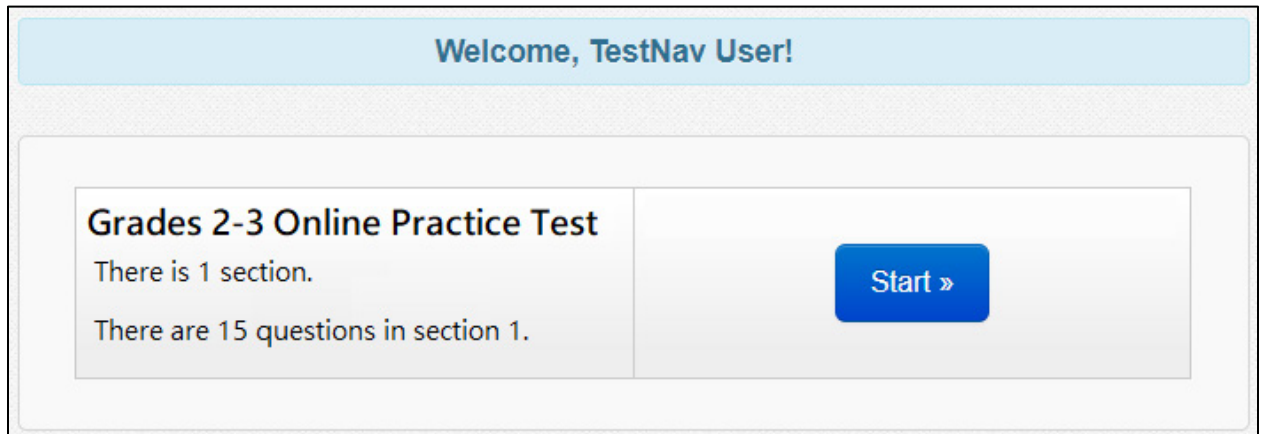 Welcome, TestNav User!
Grades 2-3 Online Practice Test
There is 1 section.
There are 15 questions in section 1.
Start »